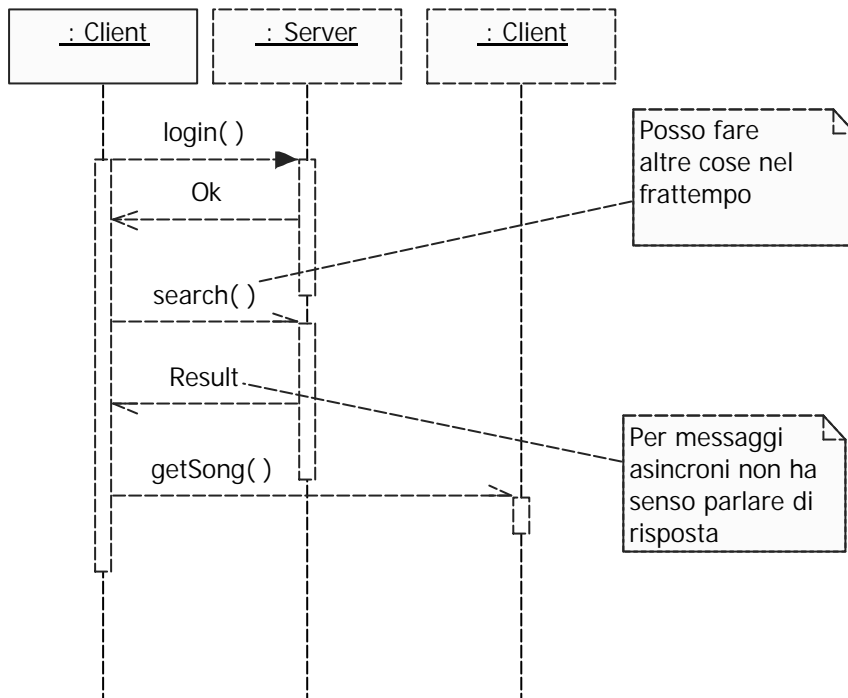 : Client
: Server
: Client
login( )
Posso fare
altre cose nel
frattempo
Ok
search( )
Result
Per messaggi
asincroni non ha
senso parlare di
risposta
getSong( )